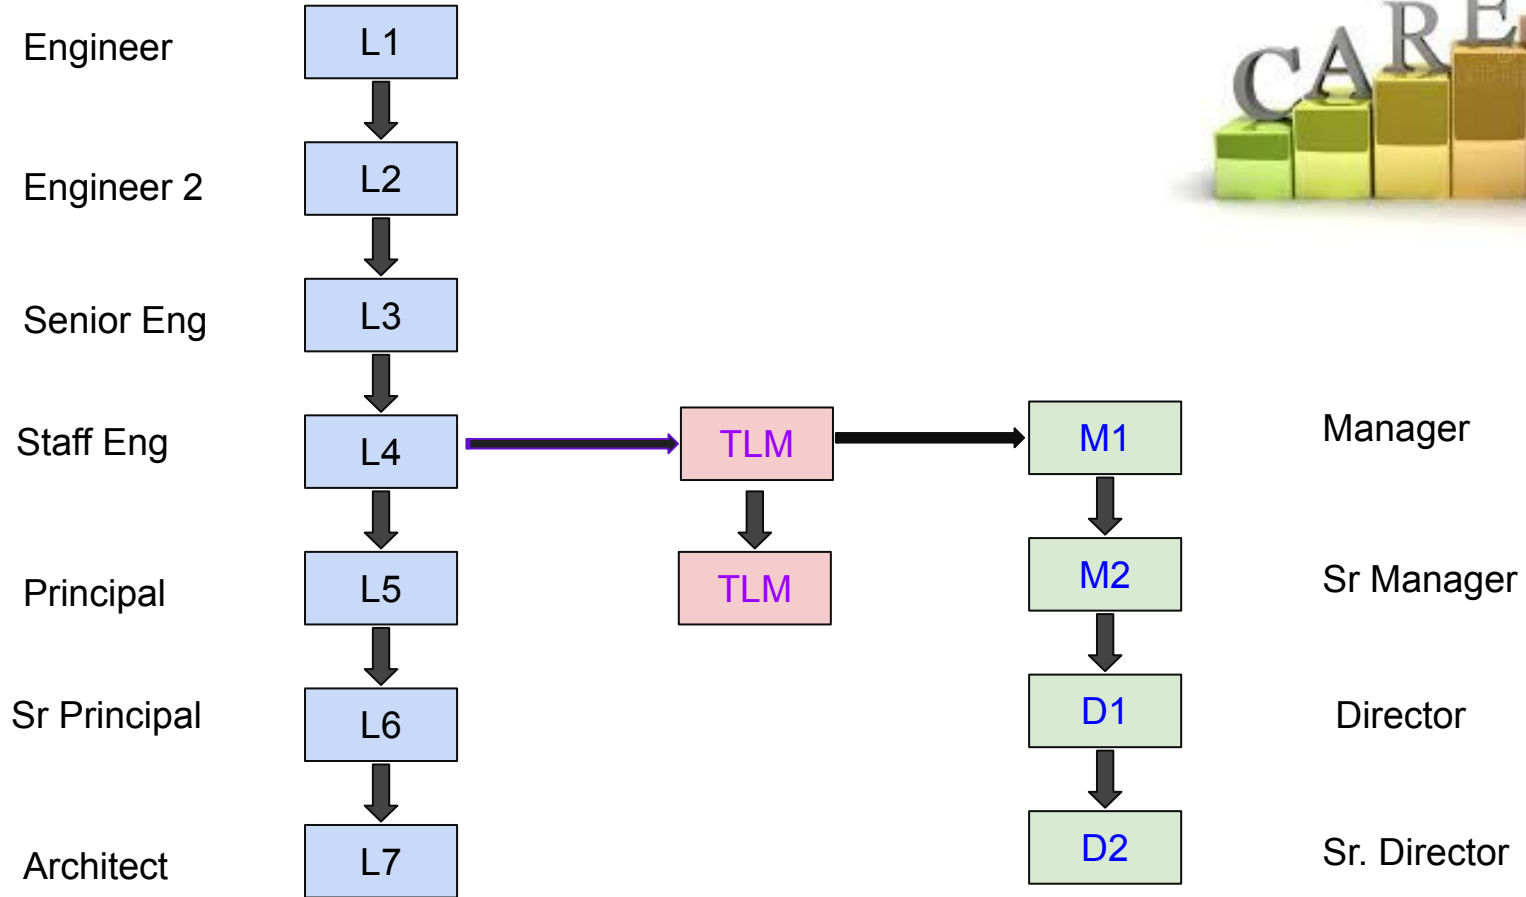 CARE
Engineer L1
Engineer 2 L2
Senior Eng L3
Staff Eng L4 TLM M1 Manager
Principal L5 TLM M2 Sr Manager
Sr Principal L6 D1 Director
Architect L7 D2 Sr. Director